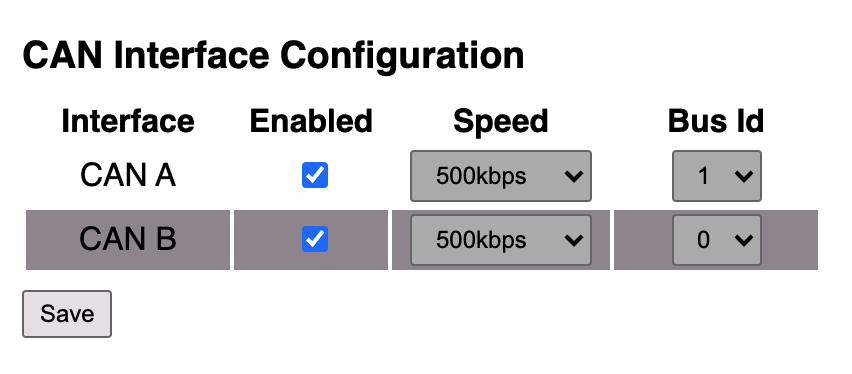 CAN Interface Configuration
Interface Enabled Speed Bus Id
CAN A 500kbps 1
CAN B 500kbps 0
Save